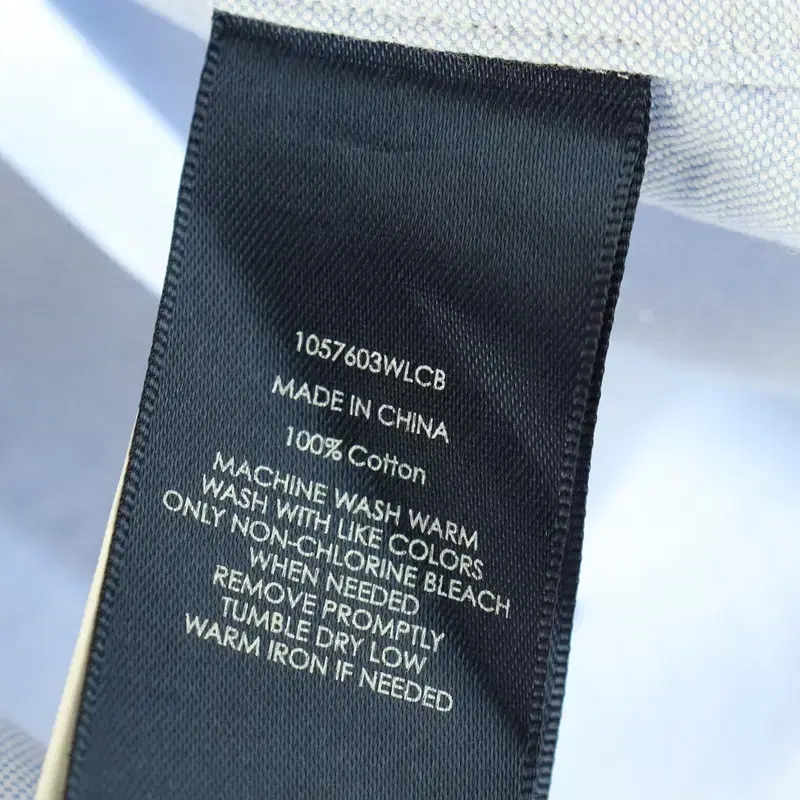 1057603WLCB
MADE IN CHINA
100% Cotton
MACHINE WASH WARM
WASH WITH LIKE COLORS
ONLY NON-CHLORINE BLEACH
WHEN NEEDED
REMOVE PROMPTLY
TUMBLE DRY LOW
WARM IRON IF NEEDED